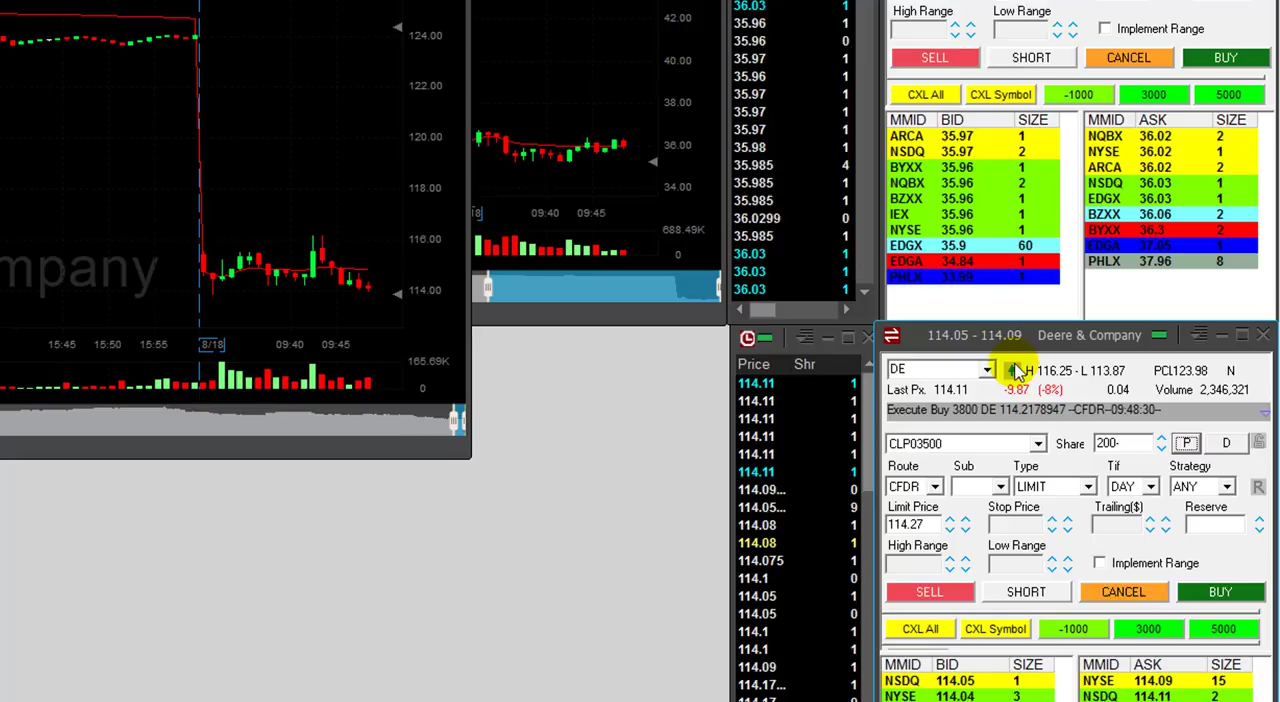 124.00
122.00
120.00
118.00
116.00
114.00
mpany
15:45 15:50 15:55 8/18 09:40 09:45
165.69K
0
42.00
40.00
38.00
36.00
34.00
09:40 09:45
688.49K
0
36.03 1
35.96 1
35.96 0
35.97 1
35.96 1
35.97 1
35.97 1
35.97 1
35.98 1
35.985 4
35.985 1
35.985 1
36.0299 0
35.985 1
36.03 1
36.03 1
36.03 1
High Range Low Range Implement Range
SELL SHORT CANCEL BUY
CXL All CXL Symbol -1000 3000 5000
MMID BID SIZE MMID ASK SIZE
ARCA 35.97 1 NQBX 36.02 2
NSDQ 35.97 2 NYSE 36.02 1
BYXX 35.96 1 ARCA 36.02 2
NQBX 35.96 2 NSDQ 36.03 1
BZXX 35.96 1 EDGX 36.03 1
IEX 35.96 1 BZXX 36.06 2
NYSE 35.96 1 BYXX 36.3 2
EDGX 35.9 60 EDGA 37.05 1
EDGA 34.84 1 PHLX 37.96 8
PHLX 33.99 1
Price Shr
114.11 1
114.11 1
114.11 1
114.11 1
114.11 1
114.11 1
114.09... 0
114.05... 9
114.08 1
114.08 1
114.075 1
114.1 0
114.05 1
114.05 0
114.1 1
114.1 1
114.09 1
114.17... 1
114.05 - 114.09 Deere & Company
DE H 116.25 - L 113.87 PCL123.98 N
Last Px. 114.11 -9.87 (-8%) 0.04 Volume 2,346,321
Execute Buy 3800 DE 114.2178947 --CFDR--09:48:30--
CLP03500 Share 200- P D
Route Sub Type Tif Strategy
CFDR LIMIT DAY ANY R
Limit Price Stop Price Trailing($) Reserve
114.27
High Range Low Range
Implement Range
SELL SHORT CANCEL BUY
CXL All CXL Symbol -1000 3000 5000
MMID BID SIZE MMID ASK SIZE
NSDQ 114.05 1 NYSE 114.09 15
NYSE 114.04 3 NSDQ 114.11 2